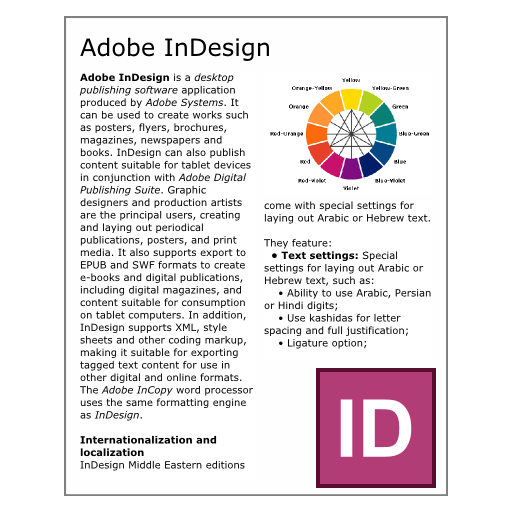 Adobe InDesign
Adobe InDesign is a desktop
publishing software application
produced by Adobe Systems. It
can be used to create works such
as posters, flyers, brochures,
magazines, newspapers and
books. InDesign can also publish
content suitable for tablet devices
in conjunction with Adobe Digital
Publishing Suite. Graphic
designers and production artists
are the principal users, creating
and laying out periodical
publications, posters, and print
media. It also supports export to
EPUB and SWF formats to create
e-books and digital publications,
including digital magazines, and
content suitable for consumption
on tablet computers. In addition,
InDesign supports XML, style
sheets and other coding markup,
making it suitable for exporting
tagged text content for use in
other digital and online formats.
The Adobe InCopy word processor
uses the same formatting engine
as InDesign.
Internationalization and
localization
InDesign Middle Eastern editions
Yellow
Orange-Yellow
Yellow-Green
Orange
Green
Red-Orange
Blue-Green
Red
Blue
Red-Violet
Blue-Violet
Violet
come with special settings for
laying out Arabic or Hebrew text.
They feature:
• Text settings: Special
settings for laying out Arabic or
Hebrew text, such as:
• Ability to use Arabic, Persian
or Hindi digits;
• Use kashidas for letter
spacing and full justification;
• Ligature option;
ID